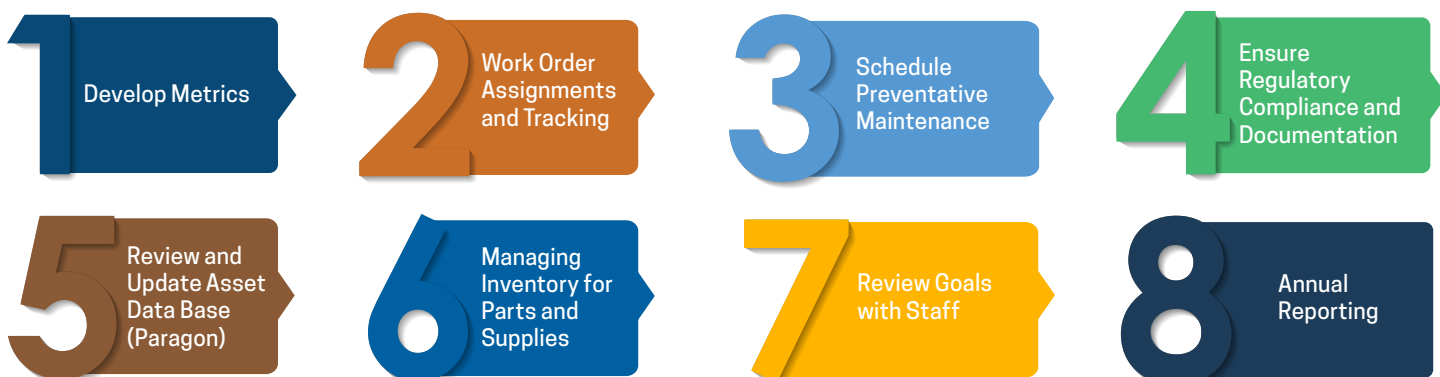 1
Develop Metrics
2
Work Order
Assignments
and Tracking
3
Schedule
Preventative
Maintenance
4
Ensure
Regulatory
Compliance and
Documentation
5
Review and
Update Asset
Data Base
(Paragon)
6
Managing
Inventory for
Parts and
Supplies
7
Review Goals
with Staff
8
Annual
Reporting